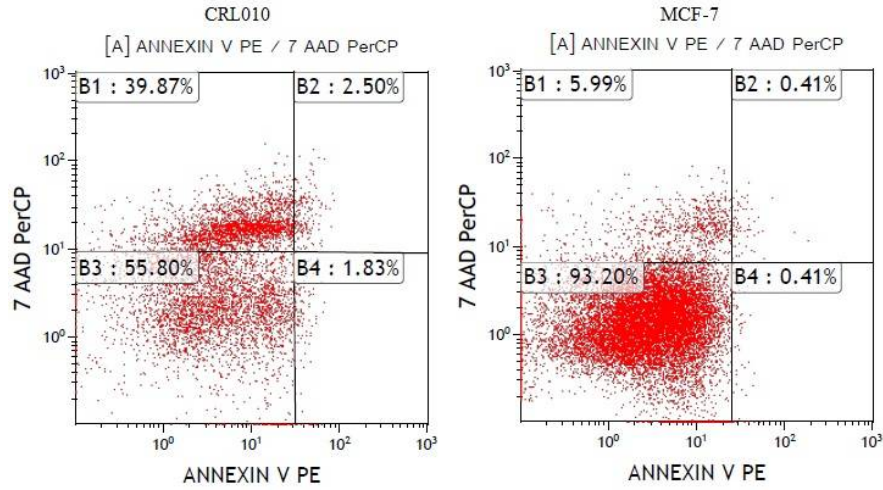 CRL010
[A] ANNEXIN V PE / 7 AAD PerCP
10³
B1 : 39.87%
B2 : 2.50%
10²
7 AAD PerCP
10¹
B3 : 55.80%
B4 : 1.83%
10⁰
10⁰ 10¹ 10² 10³
ANNEXIN V PE
MCF-7
[A] ANNEXIN V PE / 7 AAD PerCP
10³
B1 : 5.99%
B2 : 0.41%
10²
7 AAD PerCP
10¹
B3 : 93.20%
B4 : 0.41%
10⁰
10⁰ 10¹ 10² 10³
ANNEXIN V PE